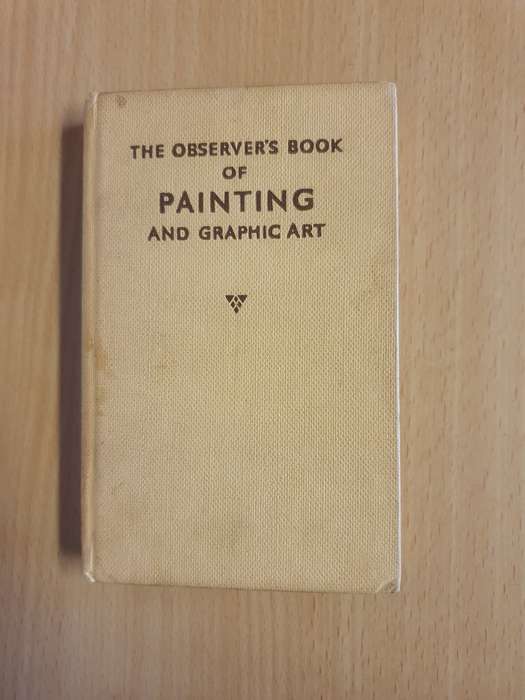 THE OBSERVER'S BOOK
OF
PAINTING
AND GRAPHIC ART